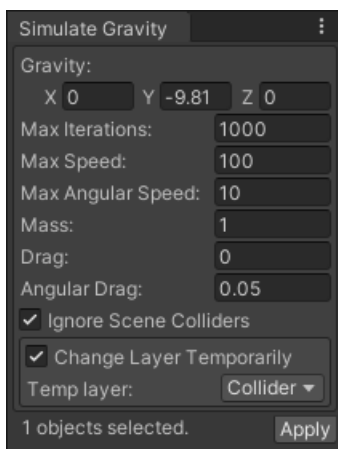 Simulate Gravity
Gravity:
X 0 Y -9.81 Z 0
Max Iterations: 1000
Max Speed: 100
Max Angular Speed: 10
Mass: 1
Drag: 0
Angular Drag: 0.05
Ignore Scene Colliders
Change Layer Temporarily
Temp layer: Collider
1 objects selected. Apply